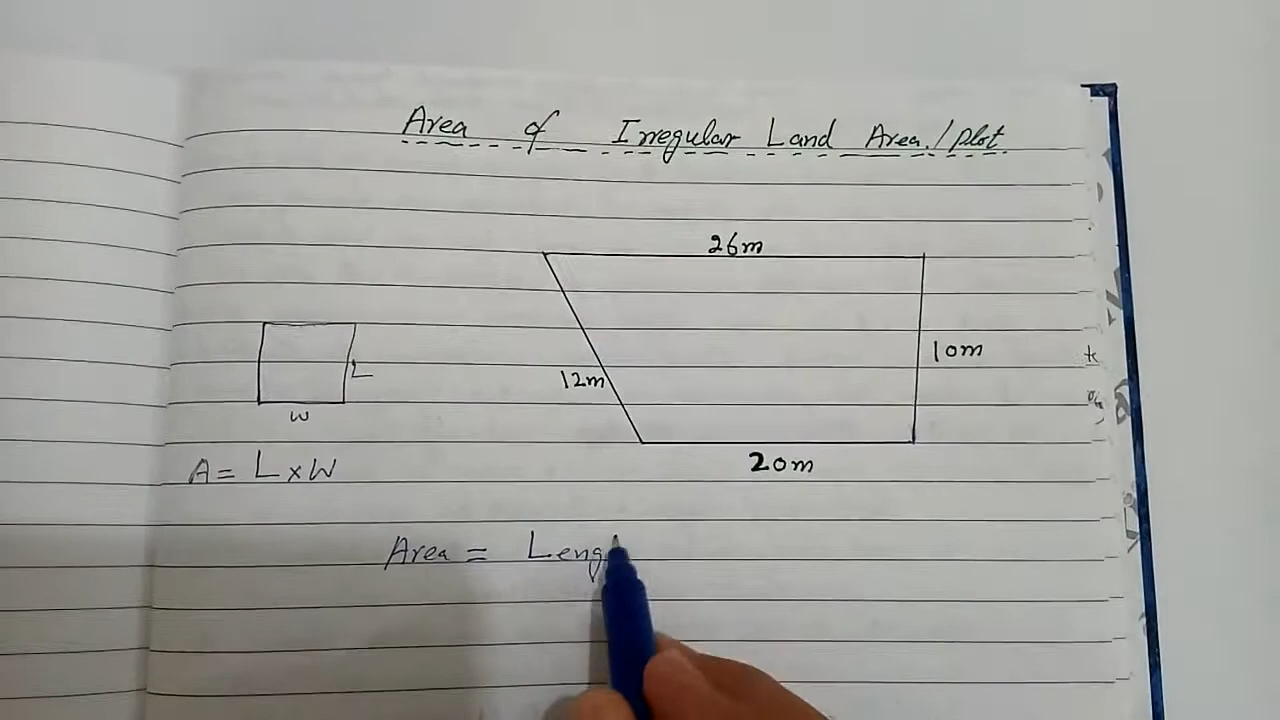 Area of Irregular Land Area./plot
26m
10m
L
12m
W
20m
A = L x W
Area = Leng